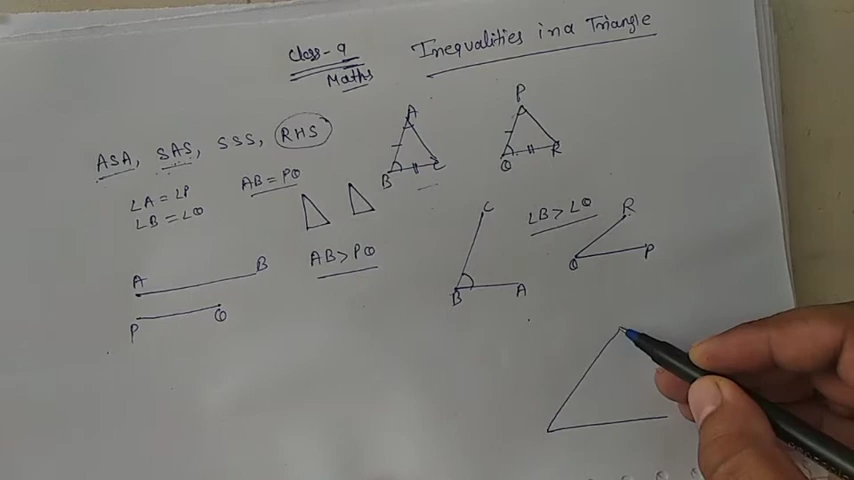 Class-9
Maths
Inequalities in a Triangle
ASA, SAS, SSS, RHS
A
B C
P
Q R
∠A=∠P
∠B=∠Q
AB=PQ
AB>PQ
A B
P Q
C
B A
∠B>∠Q
R
Q P